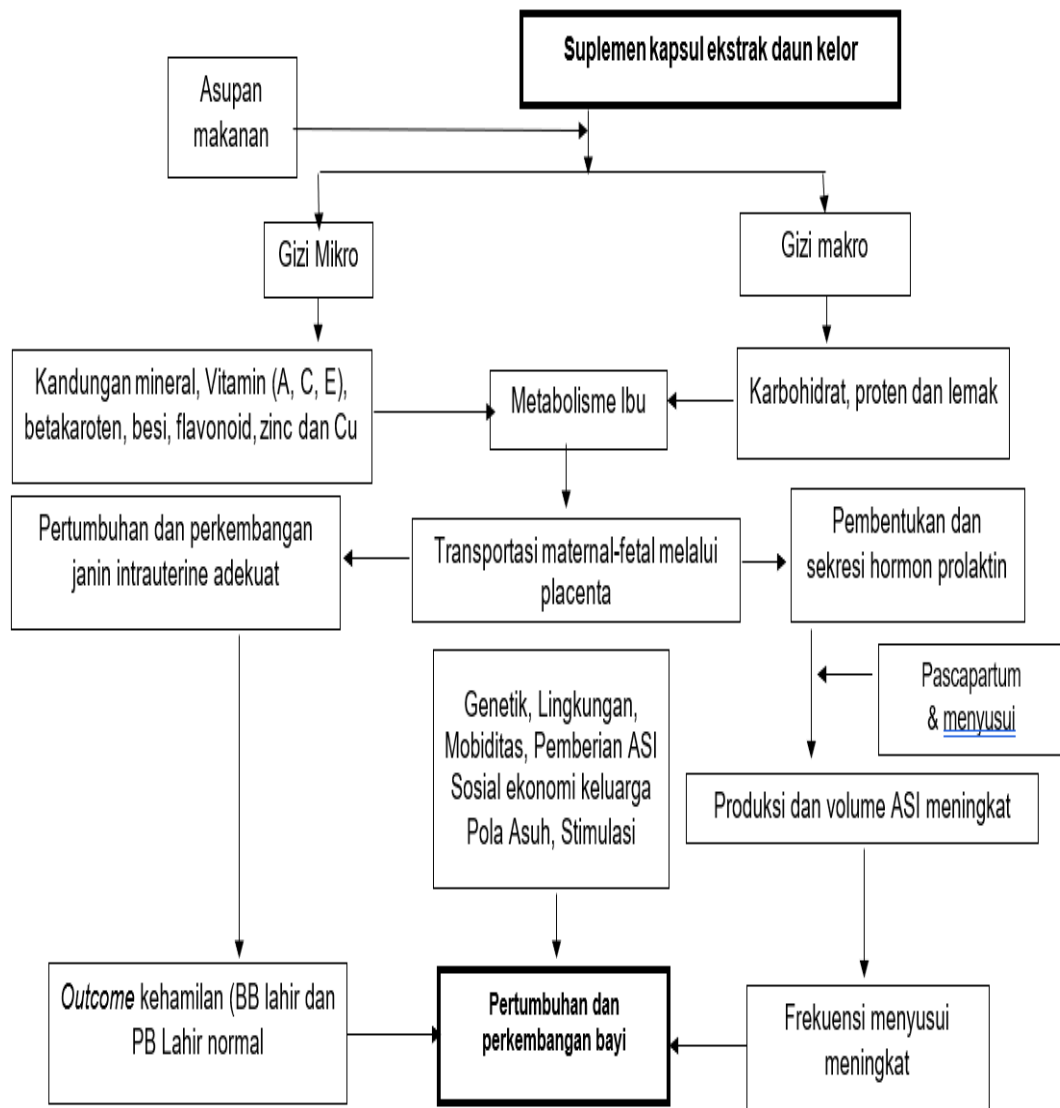 Suplemen kapsul ekstrak daun kelor
Asupan
makanan
Gizi Mikro
Gizi makro
Kandungan mineral, Vitamin (A, C, E),
betakaroten, besi, flavonoid, zinc dan Cu
Metabolisme Ibu
Karbohidrat, proten dan lemak
Pertumbuhan dan perkembangan
janin intrauterine adekuat
Transportasi maternal-fetal melalui
placenta
Pembentukan dan
sekresi hormon prolaktin
Pascapartum
& menyusui
Genetik, Lingkungan,
Mobiditas, Pemberian ASI
Sosial ekonomi keluarga
Pola Asuh, Stimulasi
Produksi dan volume ASI meningkat
Outcome kehamilan (BB lahir dan
PB Lahir normal
Pertumbuhan dan
perkembangan bayi
Frekuensi menyusui
meningkat